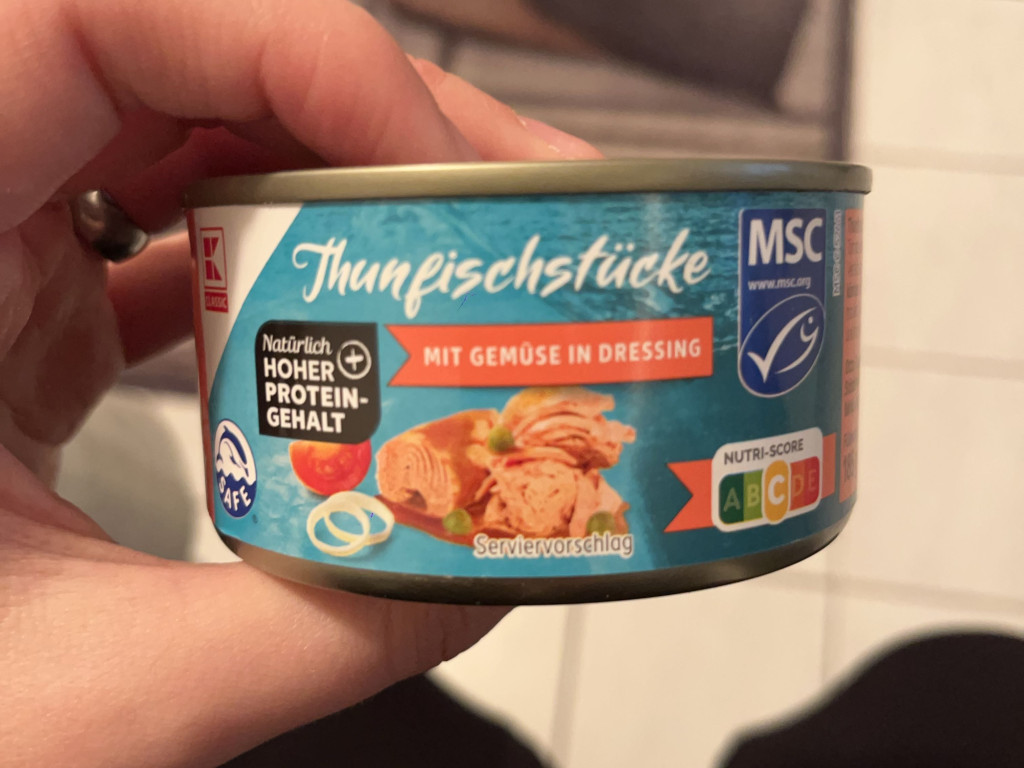 K
CLASSIC
Thunfischstücke
MSC
www.msc.org
Natürlich
HOHER
PROTEIN-
GEHALT
MIT GEMÜSE IN DRESSING
SAFE
NUTRI-SCORE
A B C D E
Serviervorschlag